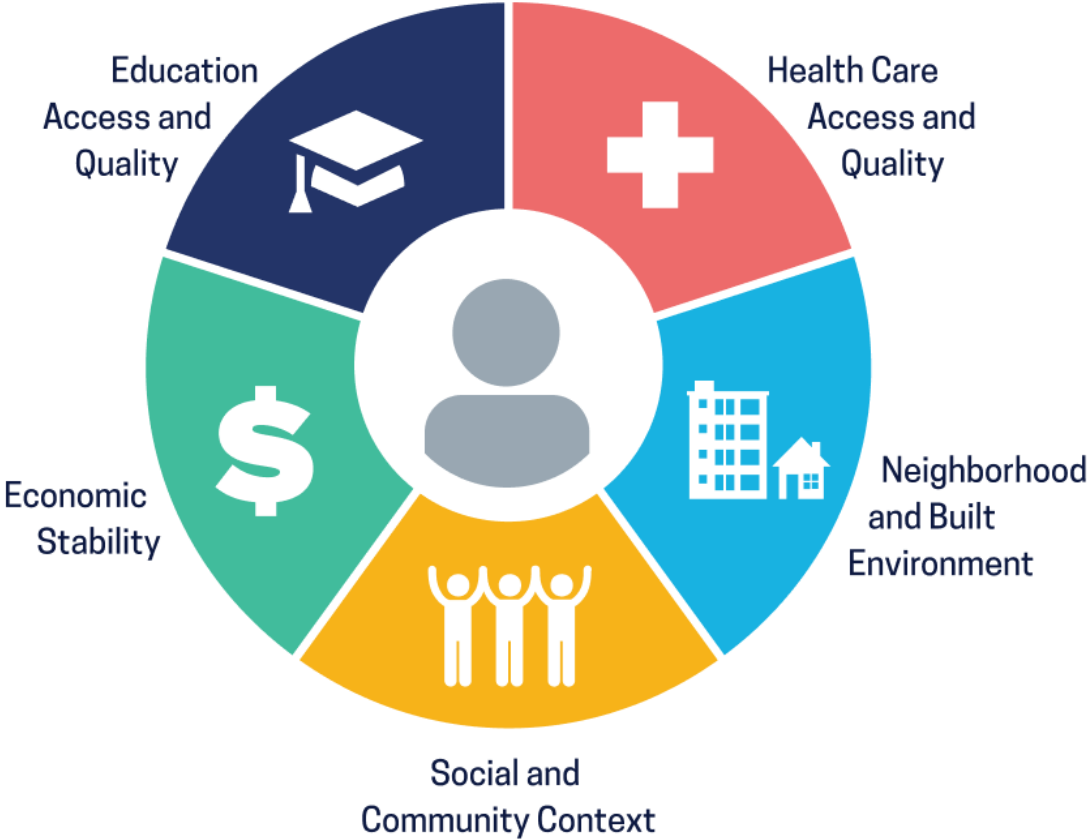 Education
Access and
Quality
Health Care
Access and
Quality
Economic
Stability
Neighborhood
and Built
Environment
Social and
Community Context